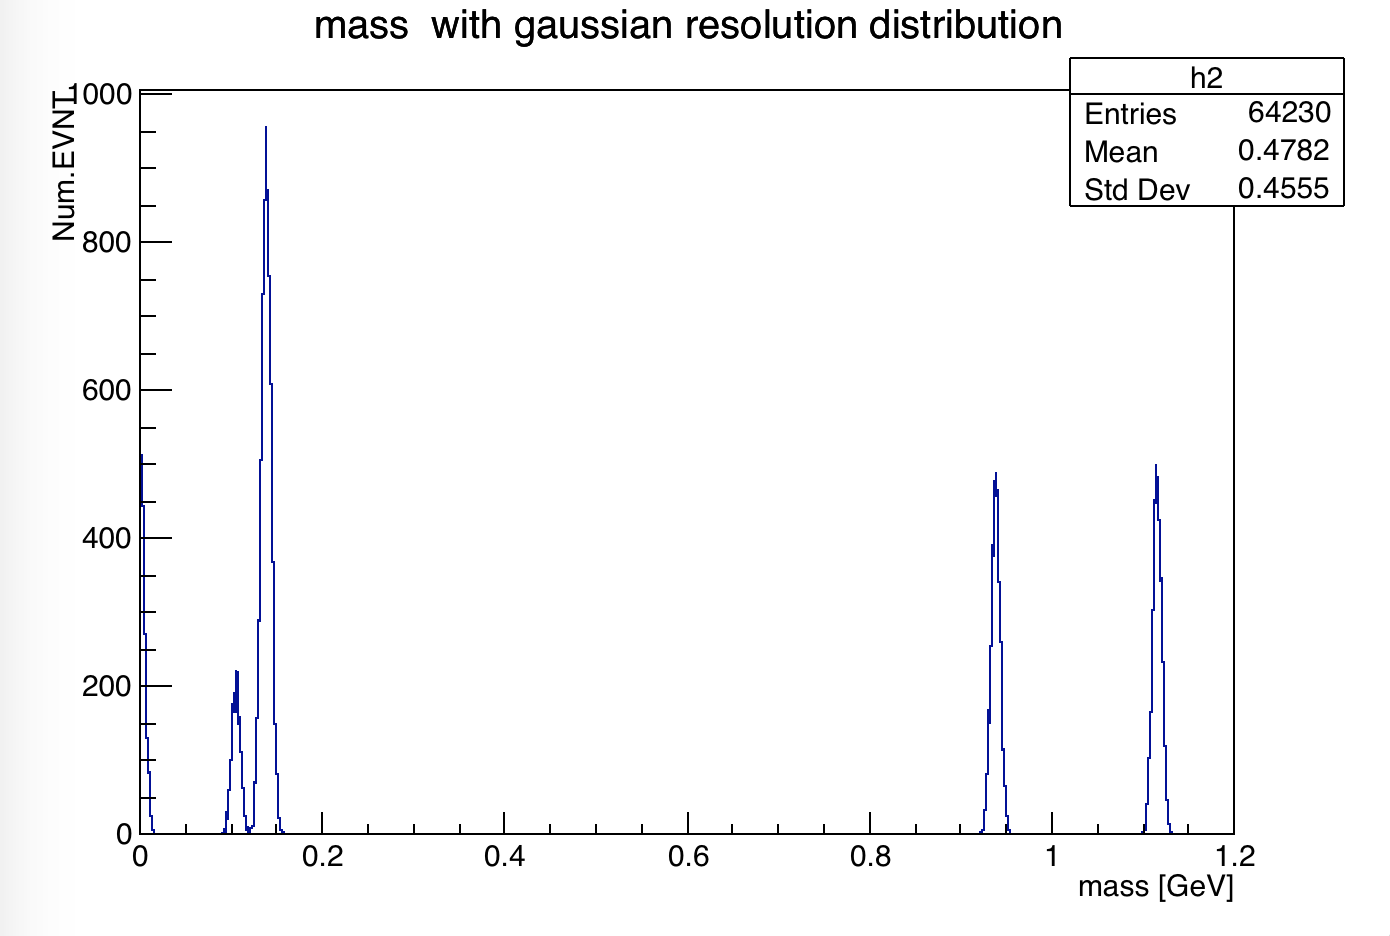 mass  with gaussian resolution distribution
h2
Entries 64230
Mean 0.4782
Std Dev 0.4555
Num.EVNT
1000
800
600
400
200
0
0 0.2 0.4 0.6 0.8 1 1.2
mass [GeV]